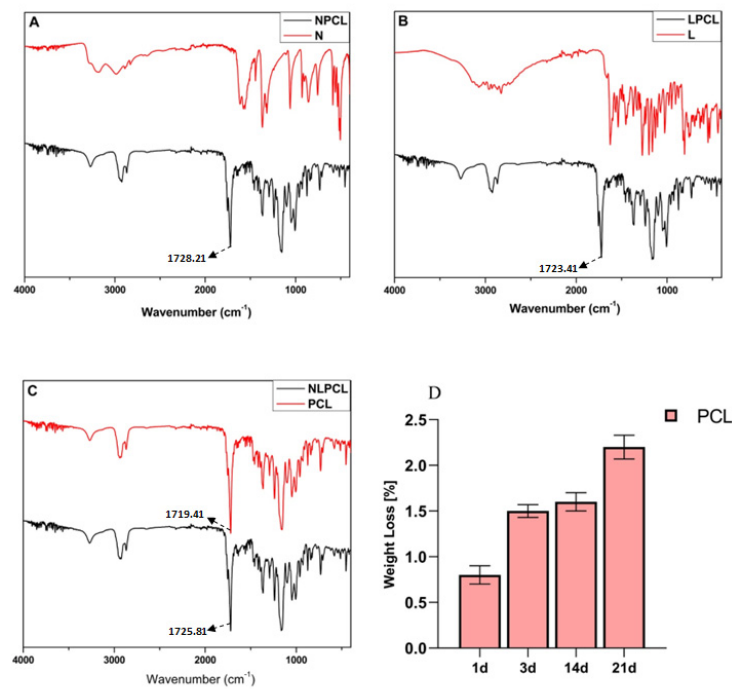 A
NPCL
N
1728.21
4000 3000 2000 1000
Wavenumber (cm⁻¹)
B
LPCL
L
1723.41
4000 3000 2000 1000
Wavenumber (cm⁻¹)
C
NLPCL
PCL
1719.41
1725.81
4000 3000 2000 1000
Wavenumber (cm⁻¹)
D
PCL
Weight Loss [%]
2.5
2.0
1.5
1.0
0.5
0.0
1d 3d 14d 21d